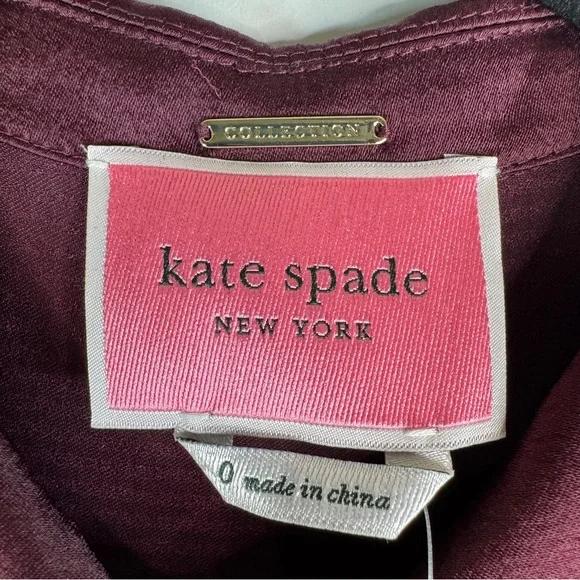 COLLECTION
kate spade
NEW YORK
0 made in china